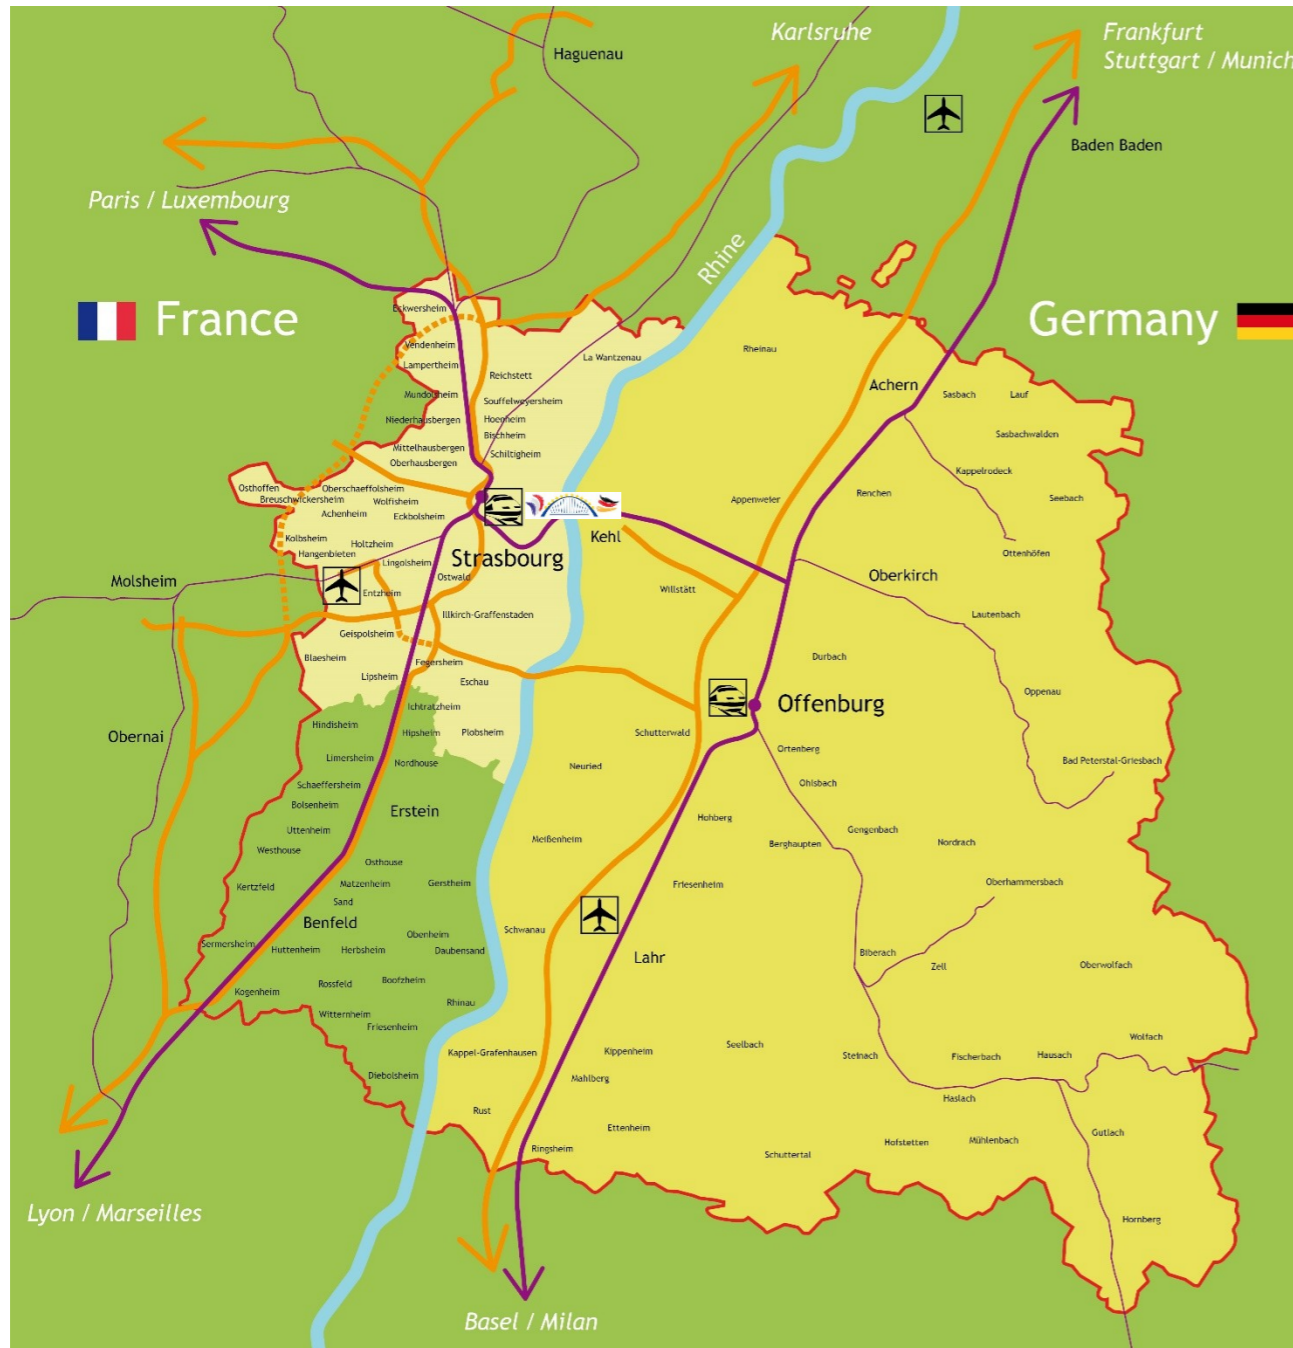 Karlsruhe
Frankfurt
Stuttgart / Munich
Haguenau
Baden Baden
Paris / Luxembourg
Rhine
France
Germany
Eckwersheim
Vendenheim
Lampertheim
La Wantzenau
Rheinau
Reichstett
Achern
Mundolsheim
Sasbach
Lauf
Souffelweyersheim
Niederhausbergen
Hoenheim
Bischheim
Sasbachwalden
Mittelhausbergen
Schiltigheim
Oberhausbergen
Kappelrodeck
Osthoffen
Oberschaeffolsheim
Breuschwickersheim
Wolfisheim
Appenweier
Renchen
Seebach
Achenheim
Eckbolsheim
Kolbsheim
Holtzheim
Kehl
Hangenbieten
Strasbourg
Ottenhöfen
Lingolsheim
Oberkirch
Molsheim
Ostwald
Entzheim
Willstätt
Illkirch-Graffenstaden
Lautenbach
Geispolsheim
Blaesheim
Fegersheim
Durbach
Lipsheim
Eschau
Oppenau
Ichtratzheim
Offenburg
Hindisheim
Hipsheim
Plobsheim
Schutterwald
Obernai
Ortenberg
Limersheim
Nordhouse
Neuried
Bad Peterstal-Griesbach
Schaeffersheim
Ohlsbach
Bolsenheim
Erstein
Hohberg
Uttenheim
Meißenheim
Gengenbach
Berghaupten
Nordrach
Westhouse
Osthouse
Kertzfeld
Matzenheim
Gerstheim
Friesenheim
Oberhammersbach
Sand
Benfeld
Schwanau
Obenheim
Sermersheim
Huttenheim
Herbsheim
Daubensand
Lahr
Biberach
Zell
Oberwolfach
Rossfeld
Boofzheim
Kogenheim
Rhinau
Witternheim
Friesenheim
Wolfach
Kappel-Grafenhausen
Kippenheim
Seelbach
Steinach
Fischerbach
Hausach
Diebolsheim
Mahlberg
Haslach
Rust
Ettenheim
Gutlach
Ringsheim
Hofstetten
Mühlenbach
Schuttertal
Lyon / Marseilles
Hornberg
Basel / Milan